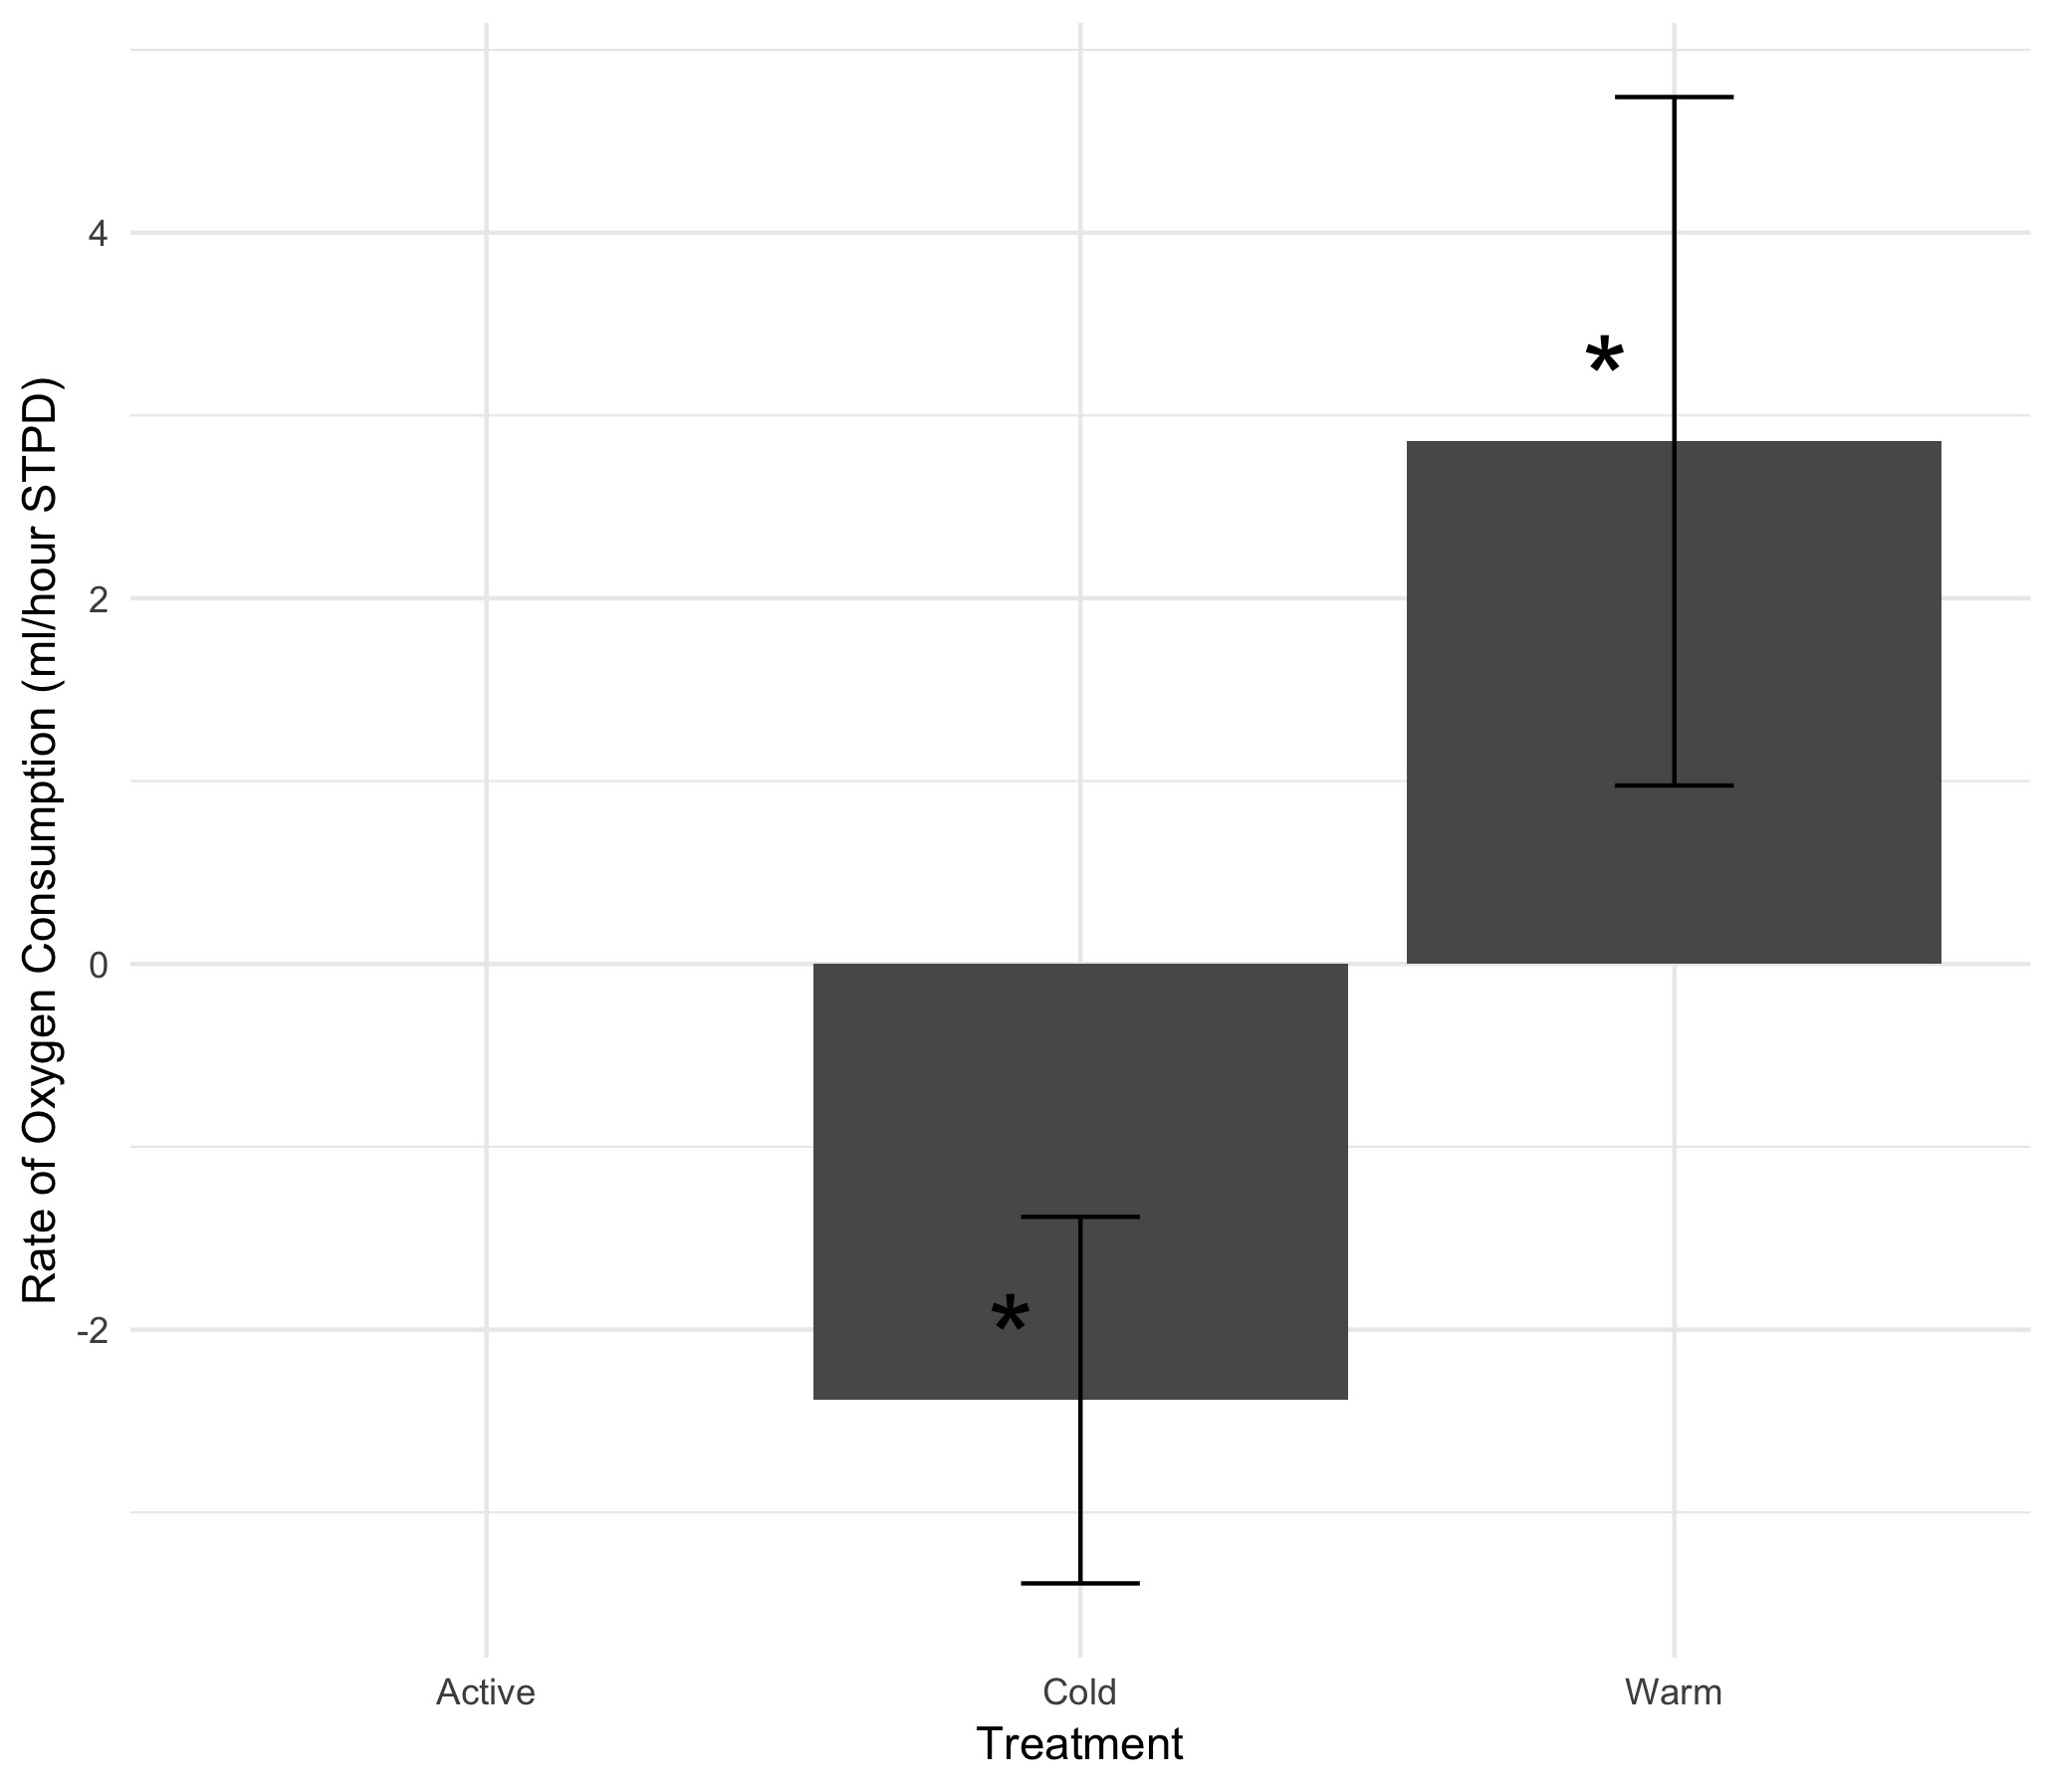 Rate of Oxygen Consumption (ml/hour STPD)
4
2
0
-2
*
*
Active
Cold
Warm
Treatment